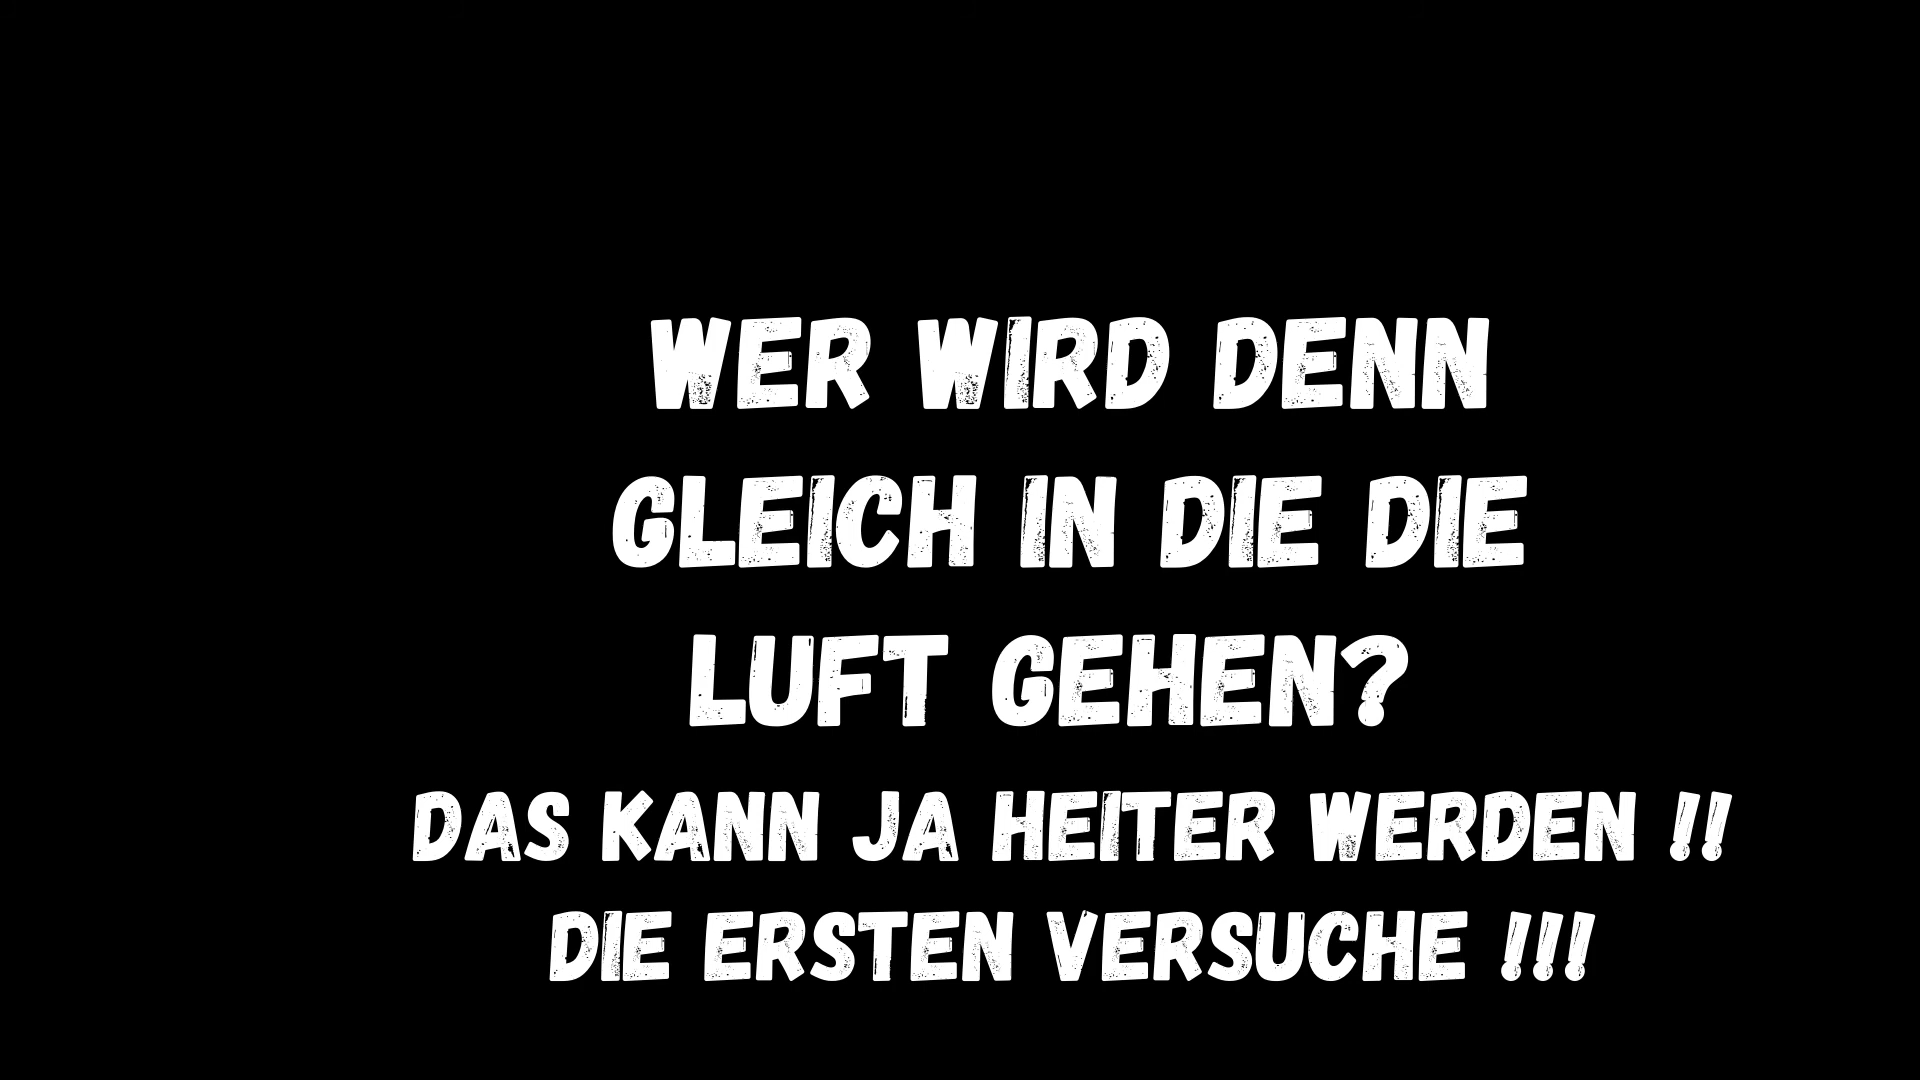 WER WIRD DENN
GLEICH IN DIE DIE
LUFT GEHEN?
DAS KANN JA HEITER WERDEN !!
DIE ERSTEN VERSUCHE !!!